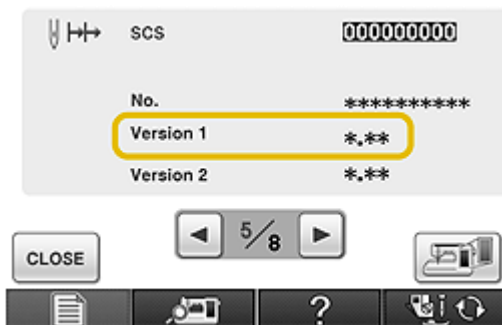 SCS 000000000
No. **********
Version 1 *.**
Version 2 *.**
5/8
CLOSE
?
i